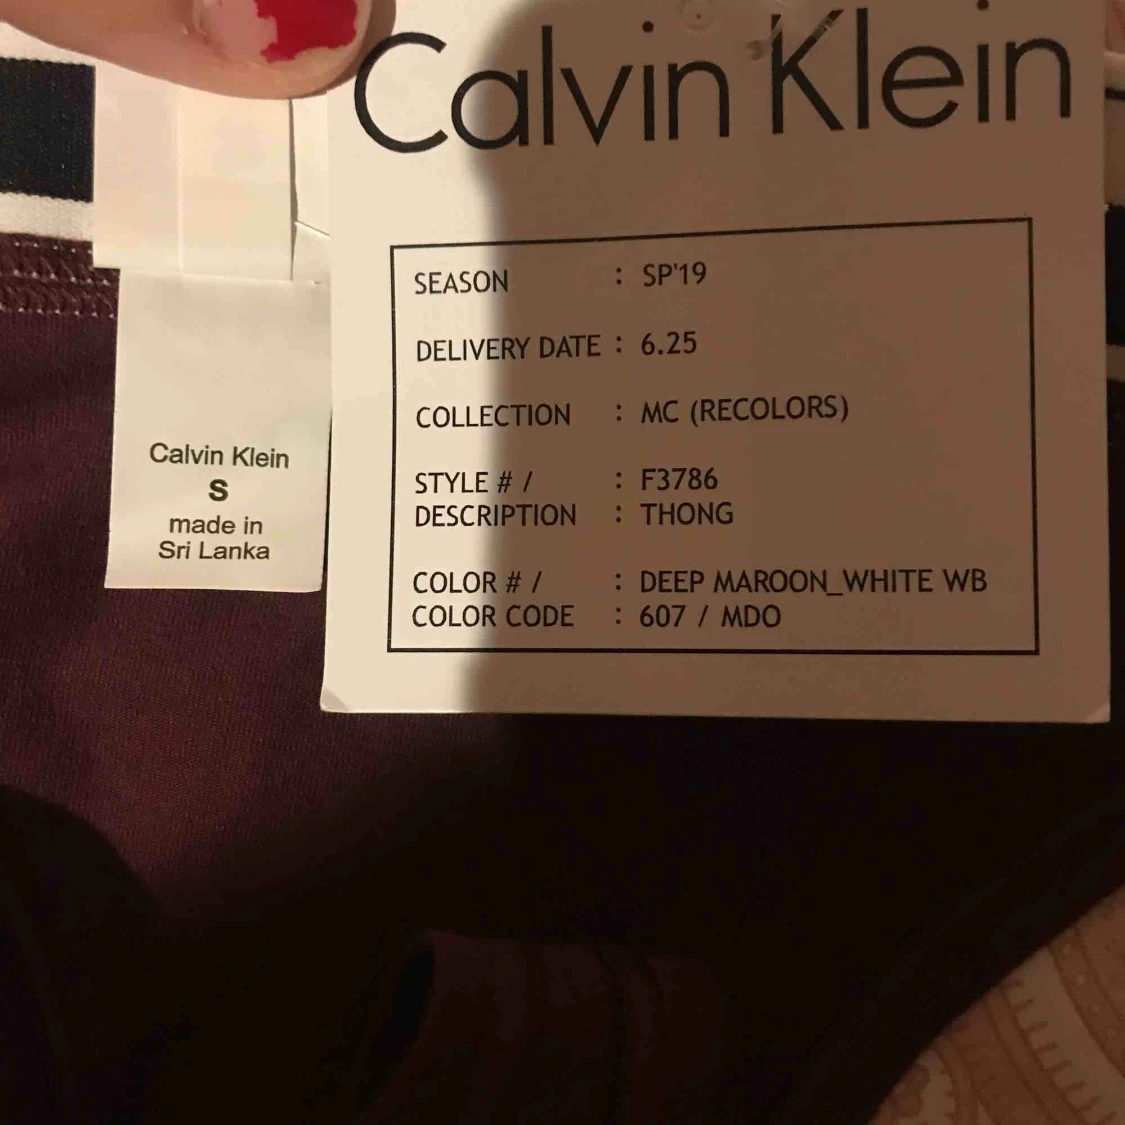 Calvin Klein
SEASON : SP'19
DELIVERY DATE : 6.25
COLLECTION : MC (RECOLORS)
STYLE # / : F3786
DESCRIPTION : THONG
COLOR # / : DEEP MAROON_WHITE WB
COLOR CODE : 607 / MDO
Calvin Klein
S
made in
Sri Lanka